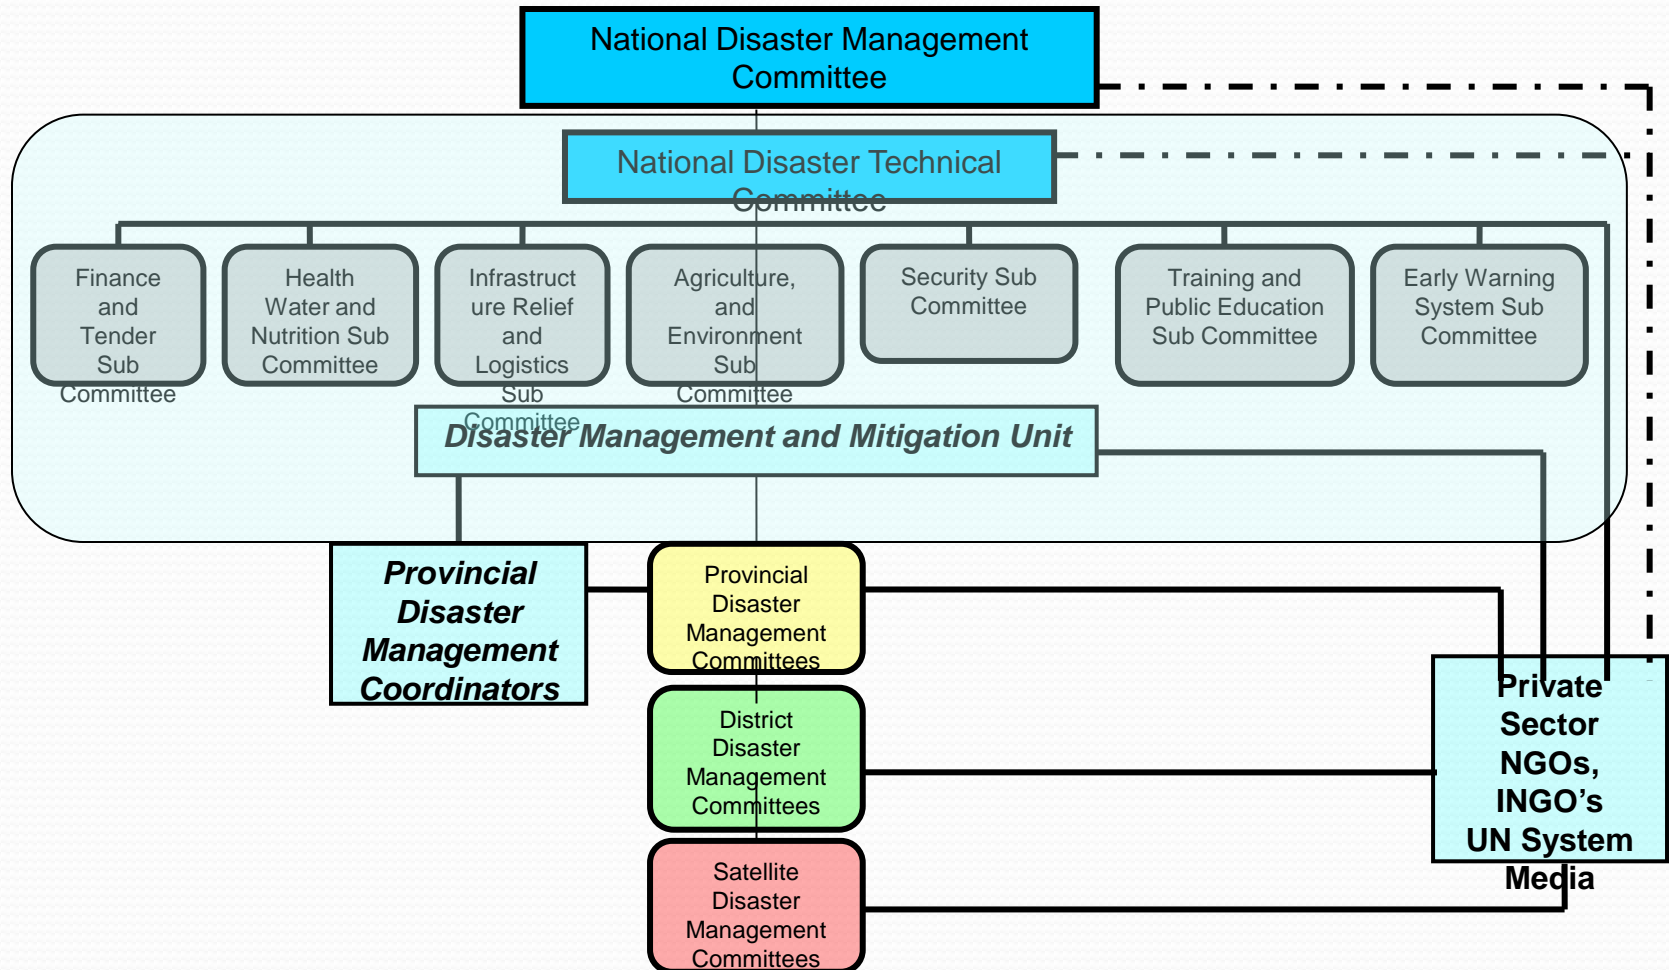 National Disaster Management
Committee
National Disaster Technical
Committee
Finance
and
Tender
Sub
Committee
Health
Water and
Nutrition Sub
Committee
Infrastruct
ure Relief
and
Logistics
Sub
Committee
Agriculture,
and
Environment
Sub
Committee
Security Sub
Committee
Training and
Public Education
Sub Committee
Early Warning
System Sub
Committee
Disaster Management and Mitigation Unit
Provincial
Disaster
Management
Coordinators
Provincial
Disaster
Management
Committees
District
Disaster
Management
Committees
Satellite
Disaster
Management
Committees
Private
Sector
NGOs,
INGO’s
UN System
Media